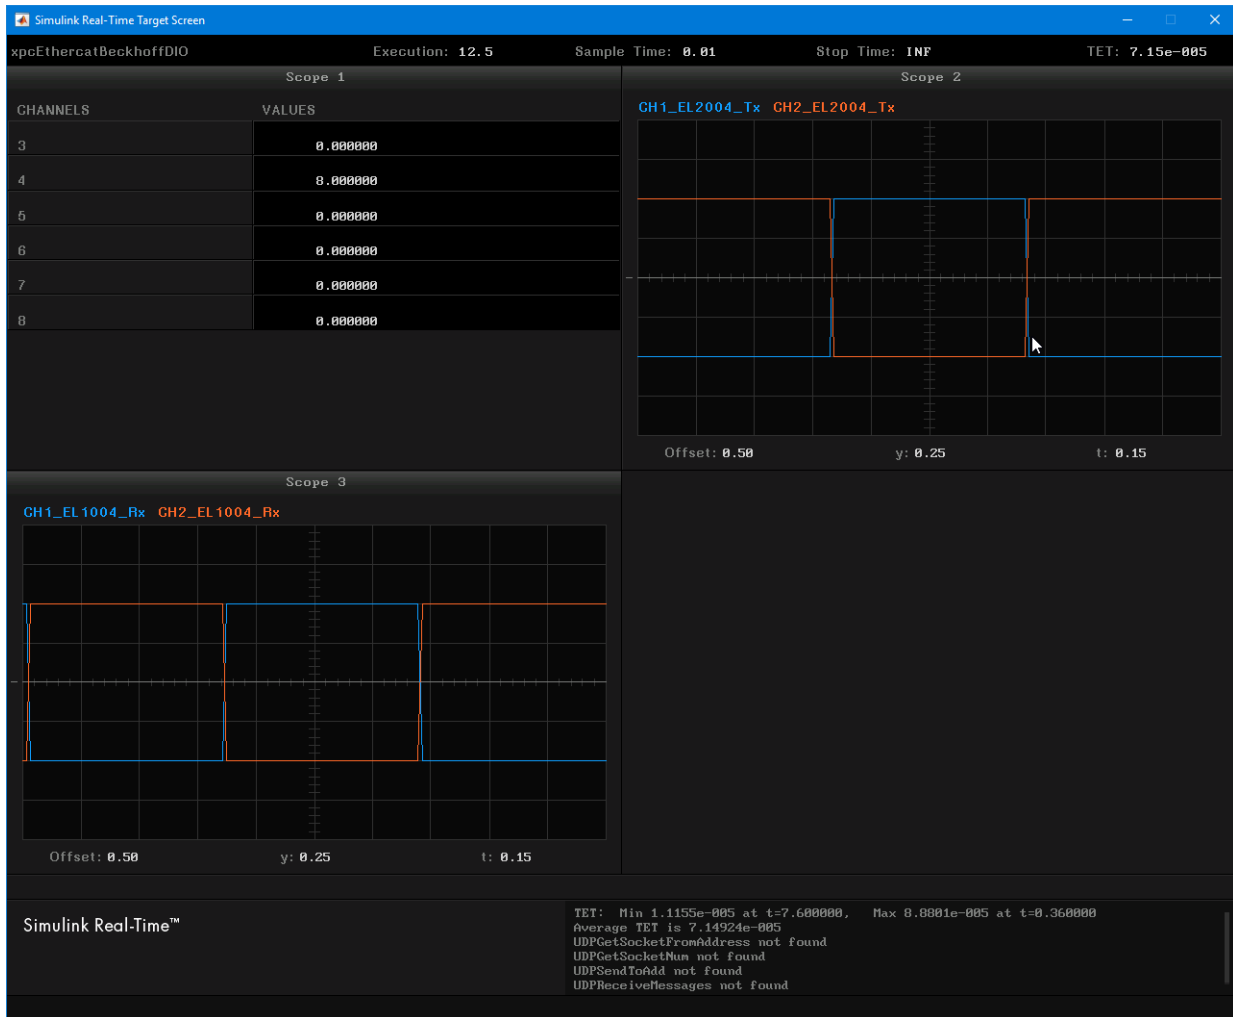 Simulink Real-Time Target Screen
xpcEthercatBeckhoffDIO Execution: 12.5 Sample Time: 0.01 Stop Time: INF TET: 7.15e-005
Scope 1
CHANNELS VALUES
3 0.000000
4 8.000000
5 0.000000
6 0.000000
7 0.000000
8 0.000000
Scope 2
CH1_EL2004_Tx CH2_EL2004_Tx
Offset: 0.50 y: 0.25 t: 0.15
Scope 3
CH1_EL1004_Rx CH2_EL1004_Rx
Offset: 0.50 y: 0.25 t: 0.15
Simulink Real-Time™
TET: Min 1.1155e-005 at t=7.600000, Max 8.8801e-005 at t=0.360000
Average TET is 7.14924e-005
UDPGetSocketFromAddress not found
UDPGetSocketNum not found
UDPSendToAdd not found
UDPReceiveMessages not found